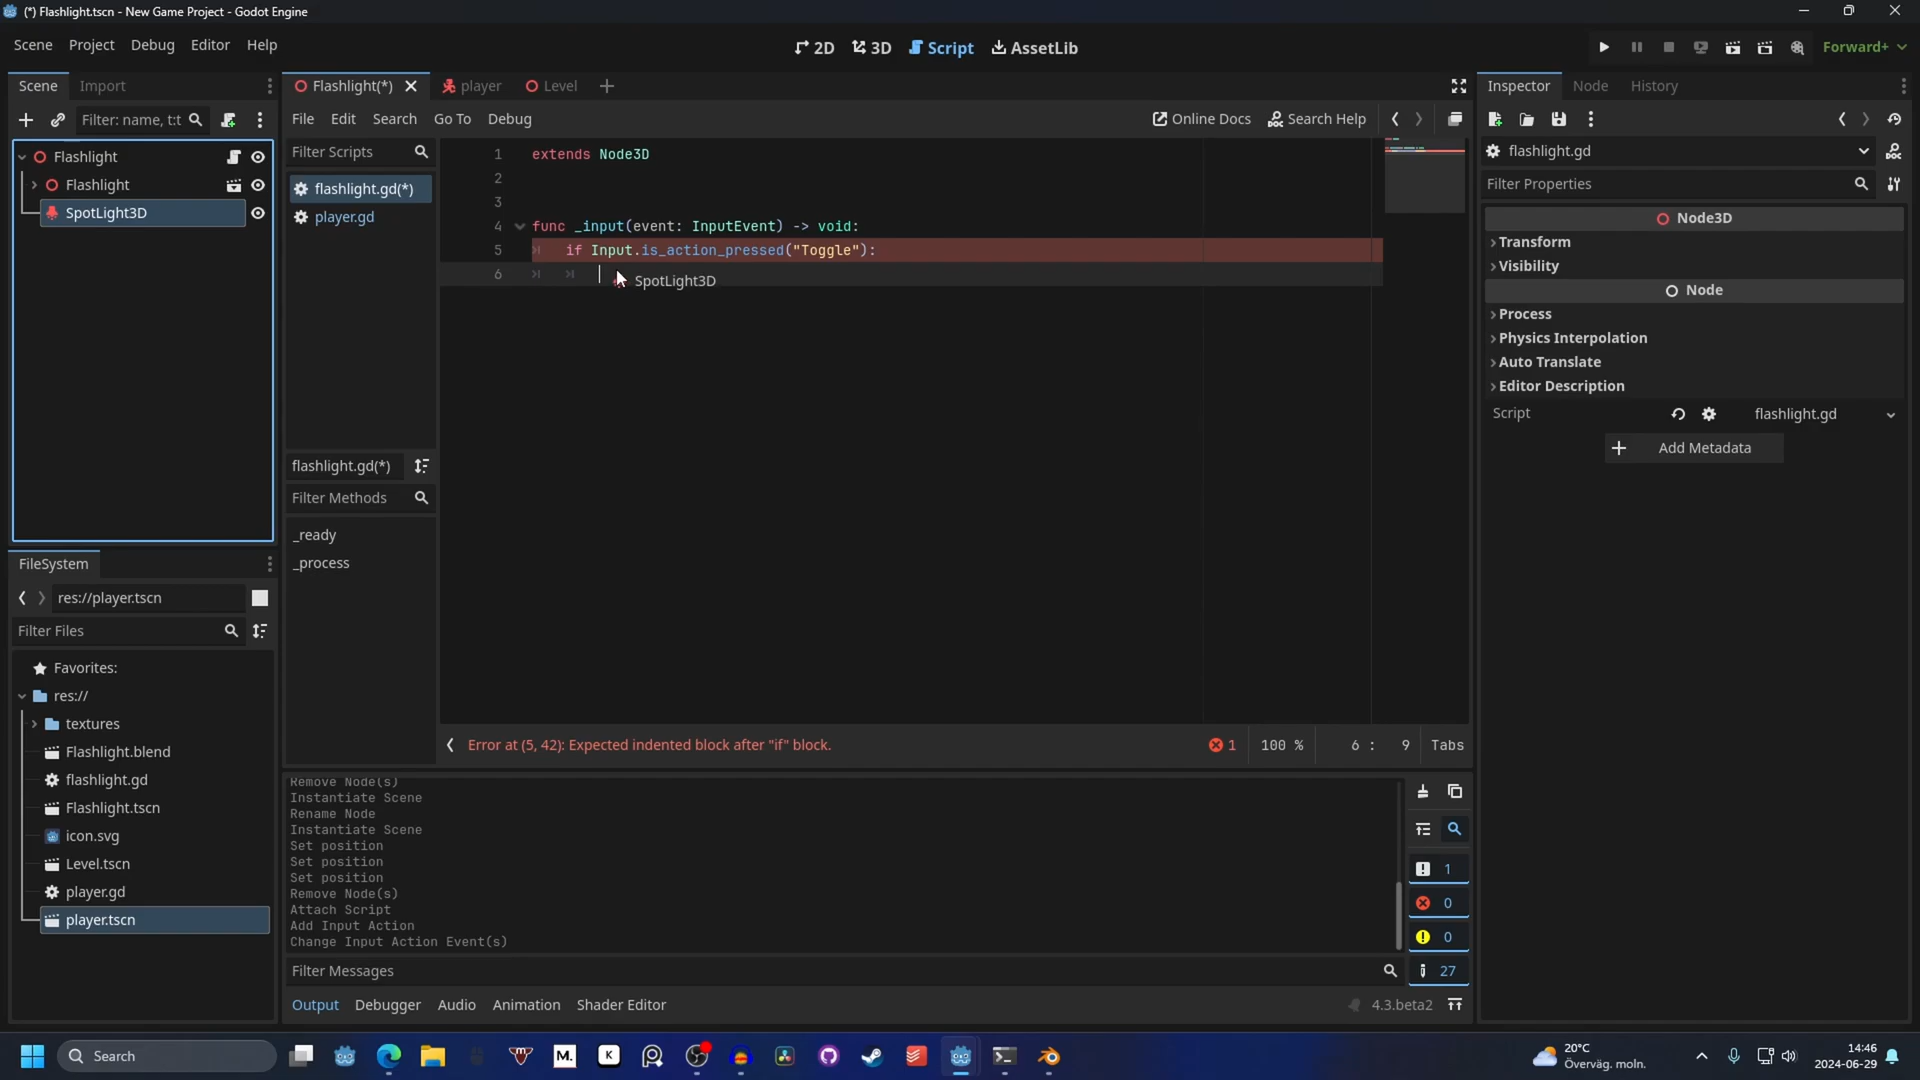 (*) Flashlight.tscn - New Game Project - Godot Engine
Scene Project Debug Editor Help
2D 3D Script AssetLib
Forward+
Scene Import
Filter: name, t:t
Flashlight
Flashlight
SpotLight3D
Flashlight(*) player Level
File Edit Search Go To Debug
Online Docs Search Help
Filter Scripts
flashlight.gd(*)
player.gd
flashlight.gd(*)
Filter Methods
_ready
_process
1 extends Node3D
2
3
4 func _input(event: InputEvent) -> void:
5 if Input.is_action_pressed("Toggle"):
6
SpotLight3D
Error at (5, 42): Expected indented block after "if" block.
1 100 % 6 : 9 Tabs
Inspector Node History
flashlight.gd
Filter Properties
Node3D
Transform
Visibility
Node
Process
Physics Interpolation
Auto Translate
Editor Description
Script flashlight.gd
Add Metadata
FileSystem
res://player.tscn
Filter Files
Favorites:
res://
textures
Flashlight.blend
flashlight.gd
Flashlight.tscn
icon.svg
Level.tscn
player.gd
player.tscn
Remove Node(s)
Instantiate Scene
Rename Node
Instantiate Scene
Set position
Set position
Set position
Remove Node(s)
Attach Script
Add Input Action
Change Input Action Event(s)
1
0
0
27
Filter Messages
Output Debugger Audio Animation Shader Editor
4.3.beta2
Search
M.
K
20°C
Överväg. moln.
14:46
2024-06-29